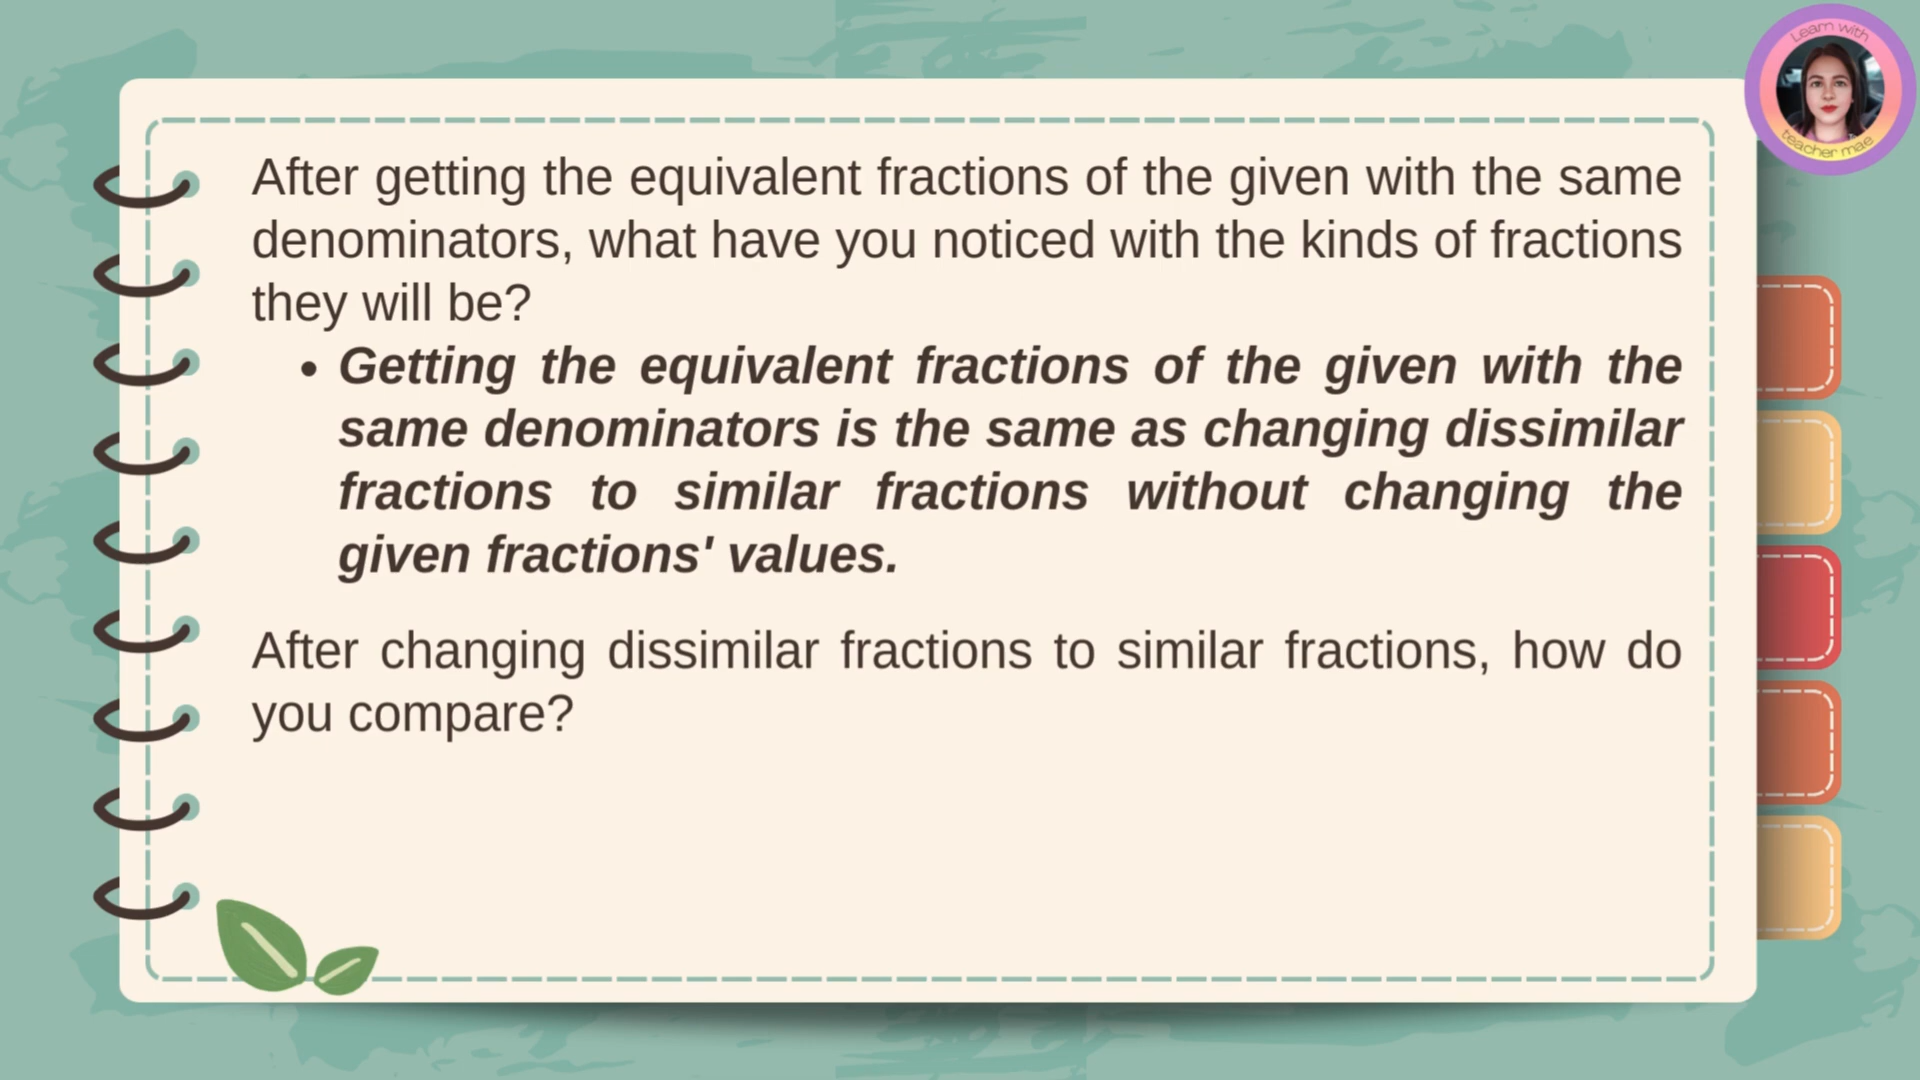 Learn with
teacher mae
After getting the equivalent fractions of the given with the same
denominators, what have you noticed with the kinds of fractions
they will be?
• Getting the equivalent fractions of the given with the
same denominators is the same as changing dissimilar
fractions to similar fractions without changing the
given fractions' values.
After changing dissimilar fractions to similar fractions, how do
you compare?